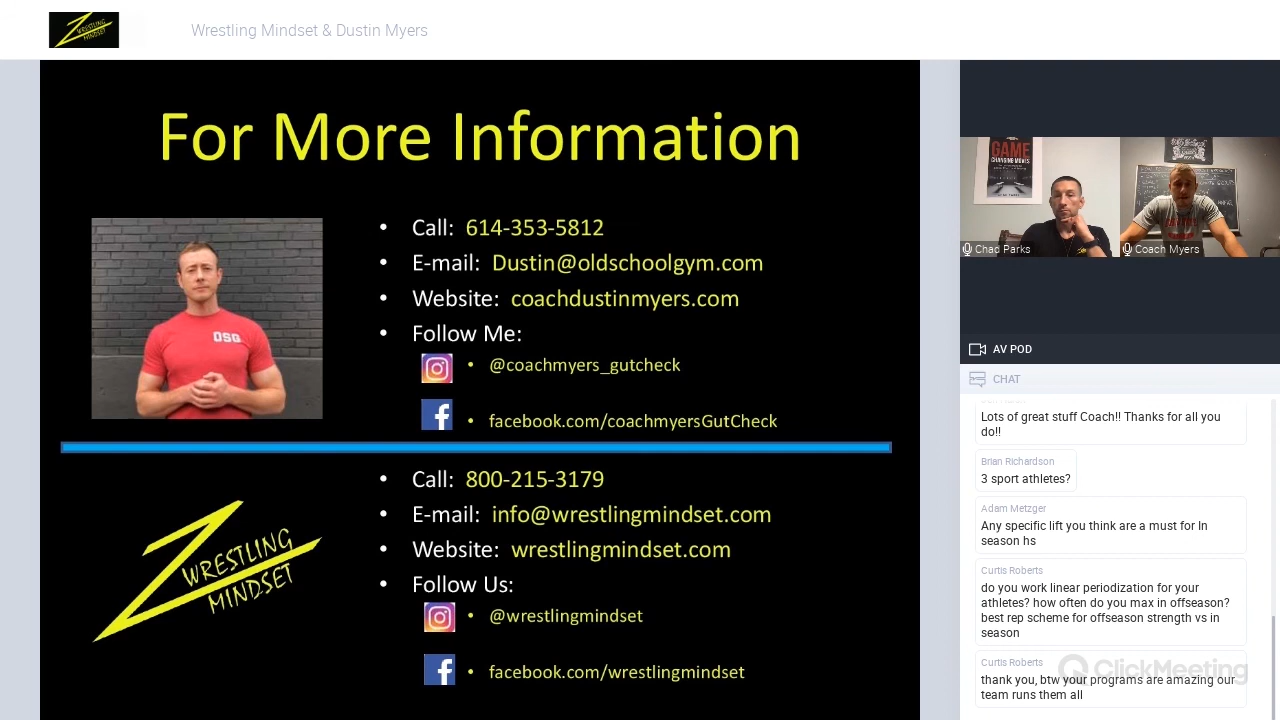 WRESTLING
MINDSET
Wrestling Mindset & Dustin Myers
For More Information
OSG
• Call: 614-353-5812
• E-mail: Dustin@oldschoolgym.com
• Website: coachdustinmyers.com
• Follow Me:
• @coachmyers_gutcheck
• facebook.com/coachmyersGutCheck
WRESTLING
MINDSET
• Call: 800-215-3179
• E-mail: info@wrestlingmindset.com
• Website: wrestlingmindset.com
• Follow Us:
• @wrestlingmindset
• facebook.com/wrestlingmindset
GAME
CHANGING MOVES
Chad Parks
Coach Myers
AV POD
CHAT
Lots of great stuff Coach!! Thanks for all you
do!!
Brian Richardson
3 sport athletes?
Adam Metzger
Any specific lift you think are a must for In
season hs
Curtis Roberts
do you work linear periodization for your
athletes? how often do you max in offseason?
best rep scheme for offseason strength vs in
season
Curtis Roberts
thank you, btw your programs are amazing our
team runs them all
ClickMeeting